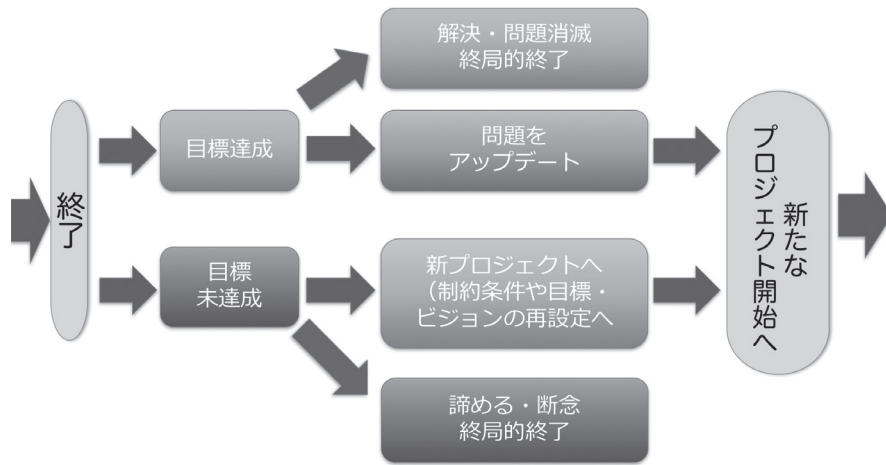 終了
目標達成
解決・問題消滅
終局的終了
問題を
アップデート
目標
未達成
新プロジェクトへ
（制約条件や目標・
ビジョンの再設定へ
諦める・断念
終局的終了
新たな
プロジェクト開始へ